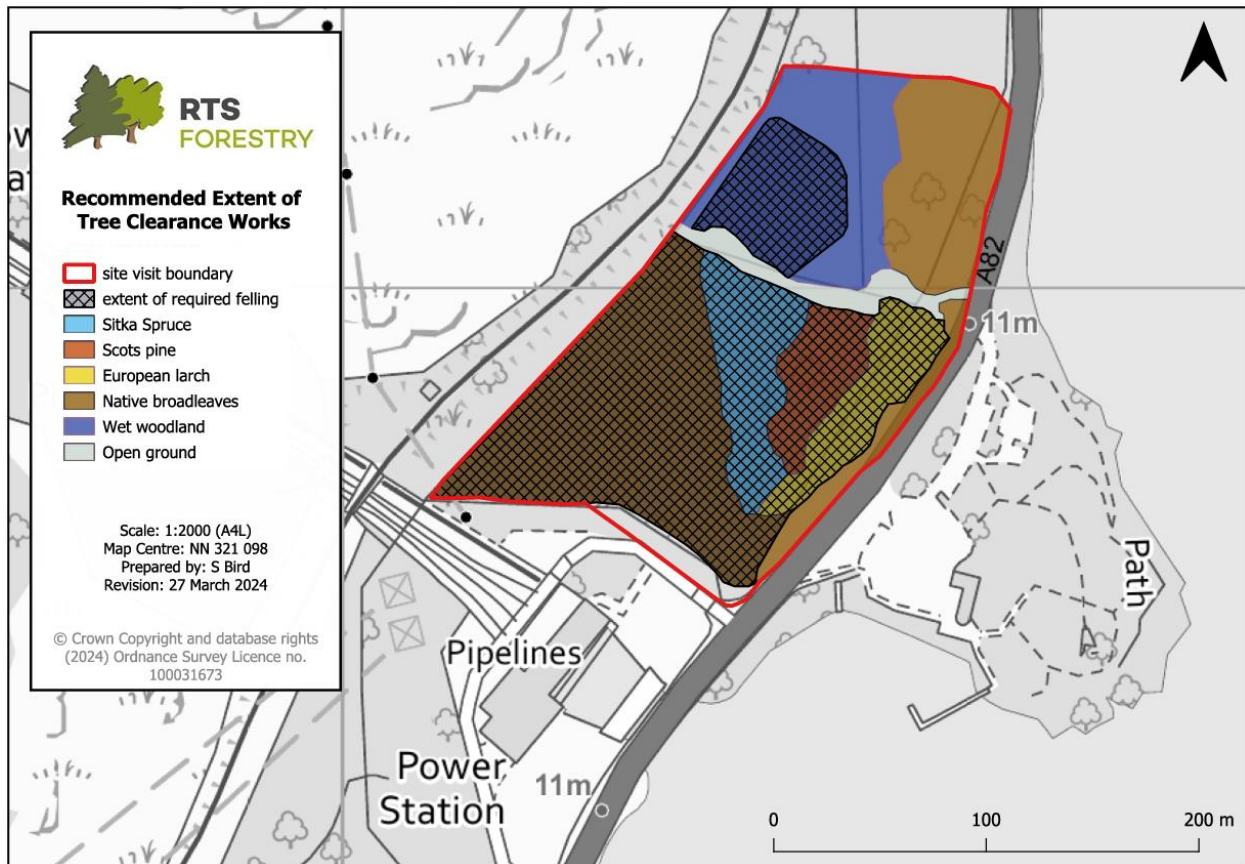 RTS
FORESTRY
Recommended Extent of
Tree Clearance Works
site visit boundary
extent of required felling
Sitka Spruce
Scots pine
European larch
Native broadleaves
Wet woodland
Open ground
Scale: 1:2000 (A4L)
Map Centre: NN 321 098
Prepared by: S Bird
Revision: 27 March 2024
© Crown Copyright and database rights
(2024) Ordnance Survey Licence no.
100031673
A82
11m
Path
Pipelines
Power
Station
11m
0 100 200 m